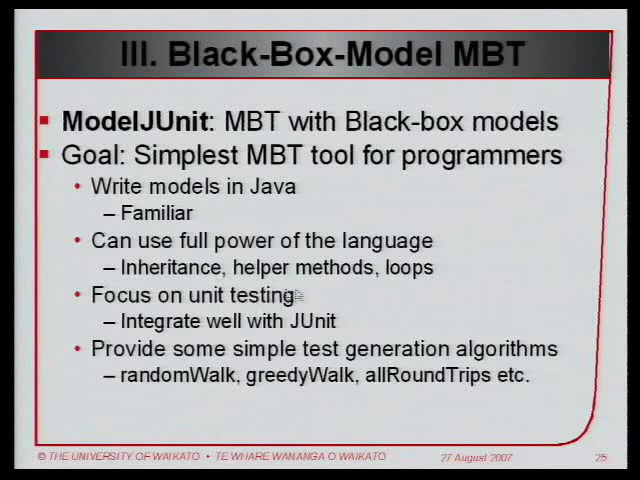 III. Black-Box-Model MBT
ModelJUnit: MBT with Black-box models
Goal: Simplest MBT tool for programmers
• Write models in Java
– Familiar
• Can use full power of the language
– Inheritance, helper methods, loops
• Focus on unit testing
– Integrate well with JUnit
• Provide some simple test generation algorithms
– randomWalk, greedyWalk, allRoundTrips etc.
© THE UNIVERSITY OF WAIKATO • TE WHARE WANANGA O WAIKATO 27 August 2007 25